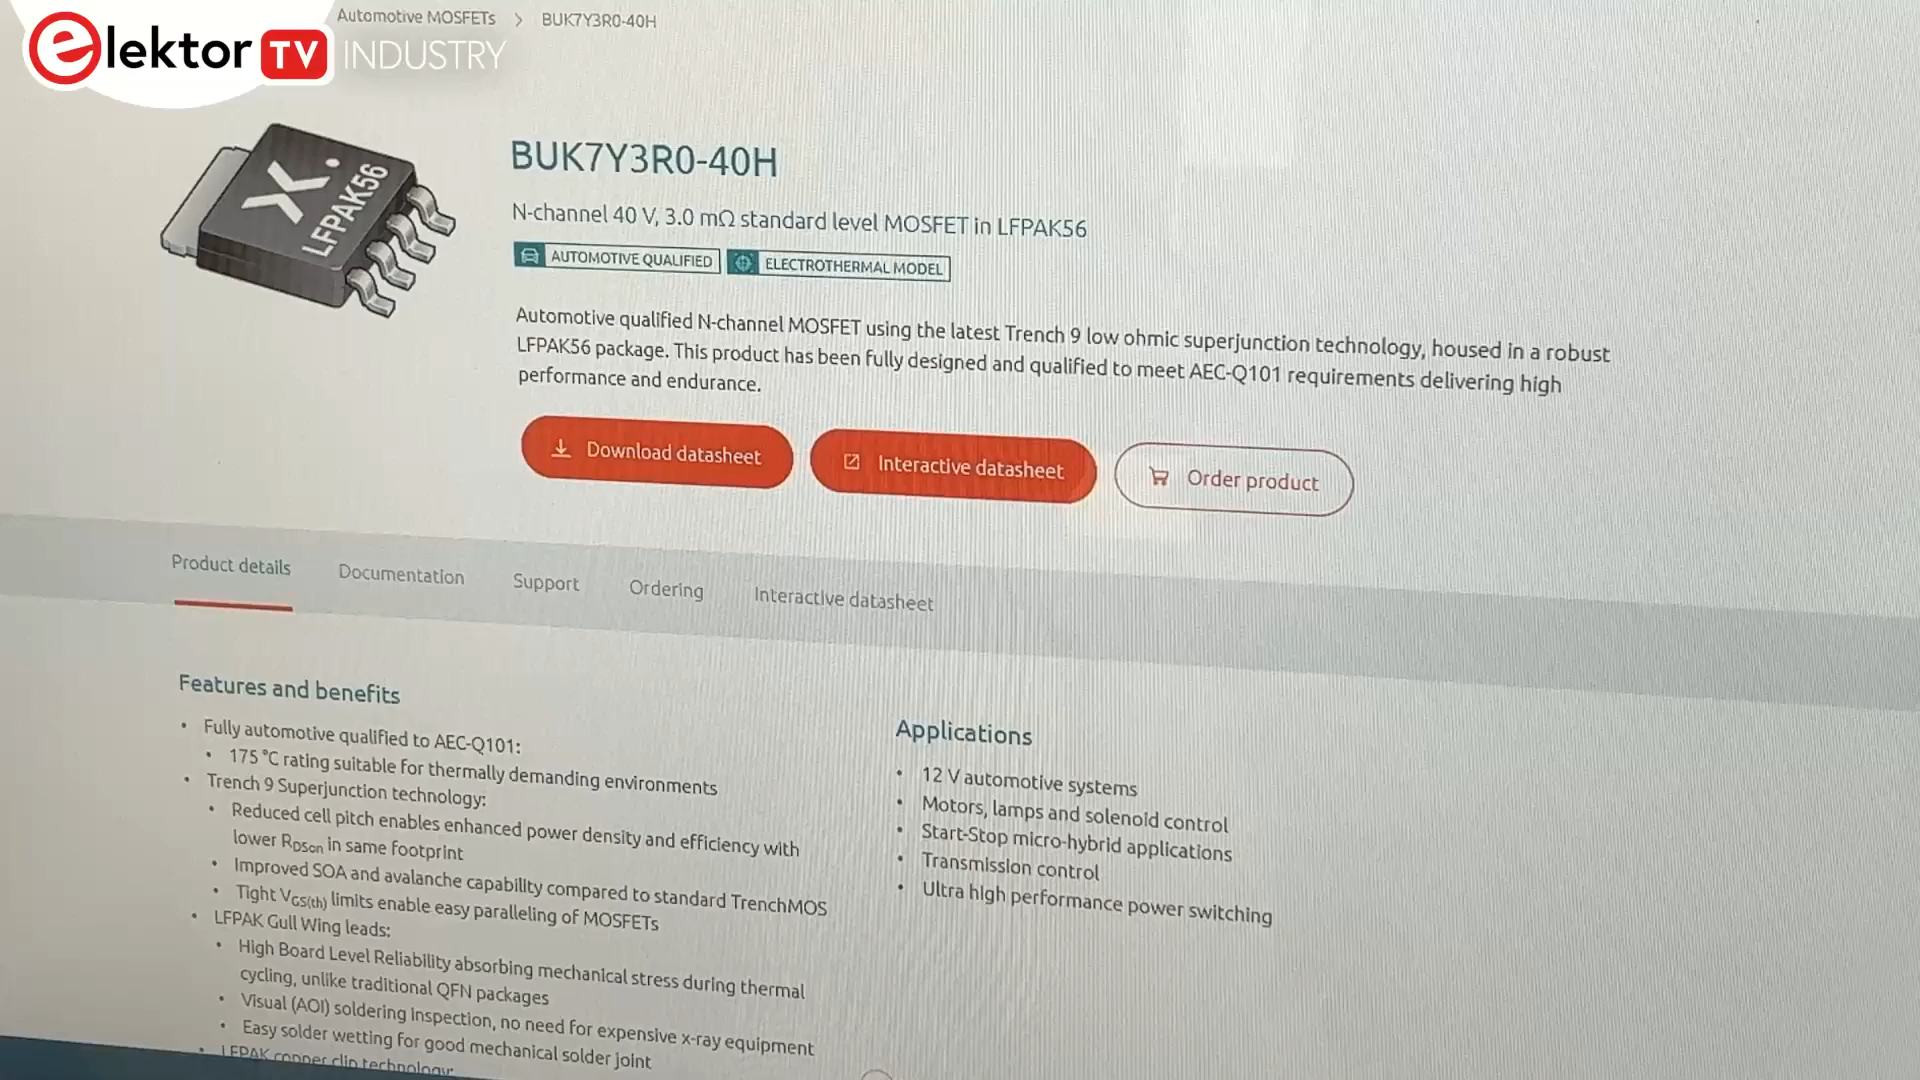 Automotive MOSFETs > BUK7Y3R0-40H
elektor TV INDUSTRY
LFPAK56
BUK7Y3R0-40H
N-channel 40 V, 3.0 mΩ standard level MOSFET in LFPAK56
AUTOMOTIVE QUALIFIED ELECTROTHERMAL MODEL
Automotive qualified N-channel MOSFET using the latest Trench 9 low ohmic superjunction technology, housed in a robust
LFPAK56 package. This product has been fully designed and qualified to meet AEC-Q101 requirements delivering high
performance and endurance.
Download datasheet Interactive datasheet Order product
Product details Documentation Support Ordering Interactive datasheet
Features and benefits
• Fully automotive qualified to AEC-Q101:
• 175 °C rating suitable for thermally demanding environments
• Trench 9 Superjunction technology:
• Reduced cell pitch enables enhanced power density and efficiency with
lower RDSon in same footprint
• Improved SOA and avalanche capability compared to standard TrenchMOS
• Tight VGS(th) limits enable easy paralleling of MOSFETs
• LFPAK Gull Wing leads:
• High Board Level Reliability absorbing mechanical stress during thermal
cycling, unlike traditional QFN packages
• Visual (AOI) soldering inspection, no need for expensive x-ray equipment
• Easy solder wetting for good mechanical solder joint
• LFPAK copper clip technology:
Applications
• 12 V automotive systems
• Motors, lamps and solenoid control
• Start-Stop micro-hybrid applications
• Transmission control
• Ultra high performance power switching